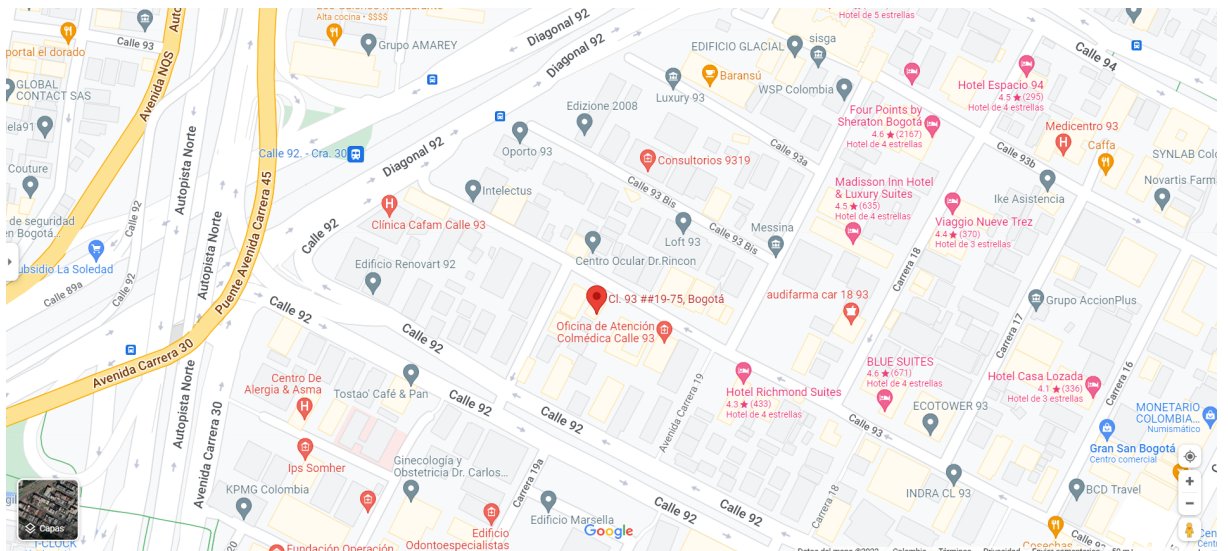 Calle 93
Alta cocina • $$$$
Grupo AMAREY
portal el dorado
GLOBAL
CONTACT SAS
Avenida NQS
Couture
de seguridad
en Bogotá...
Subsidio La Soledad
Calle 89a
Calle 92
Calle 92
Autopista Norte
Autopista Norte
Autopista Norte
Puente Avenida Carrera 45
Avenida Carrera 30
Avenida Carrera 30
Diagonal 92
Diagonal 92
Diagonal 92
Calle 92. - Cra. 30
Calle 92
Oporto 93
Intelectus
Clínica Cafam Calle 93
Edificio Renovart 92
Edizione 2008
EDIFICIO GLACIAL
sisga
Hotel de 5 estrellas
Luxury 93
Baransú
WSP Colombia
Calle 94
Hotel Espacio 94
4.5 ★ (295)
Hotel de 4 estrellas
Four Points by
Sheraton Bogotá
4.6 ★ (2167)
Hotel de 4 estrellas
Medicentro 93
Caffa
SYNLAB Col
Novartis Farma
Calle 93a
Calle 93b
Consultorios 9319
Calle 93 Bis
Calle 93 Bis
Madisson Inn Hotel
& Luxury Suites
4.5 ★ (635)
Hotel de 4 estrellas
Iké Asistencia
Viaggio Nueve Trez
4.4 ★ (370)
Hotel de 3 estrellas
Loft 93
Messina
Centro Ocular Dr.Rincon
Carrera 18
Cl. 93 ##19-75, Bogotá
audifarma car 18 93
Grupo AccionPlus
Oficina de Atención
Colmédica Calle 93
Carrera 17
Calle 92
Calle 92
Calle 92
Centro De
Alergia & Asma
Tostao' Café & Pan
Avenida Carrera 19
Hotel Richmond Suites
4.3 ★ (433)
Hotel de 4 estrellas
BLUE SUITES
4.6 ★ (671)
Hotel de 4 estrellas
Hotel Casa Lozada
4.1 ★ (336)
Hotel de 3 estrellas
Carrera 16
ECOTOWER 93
Calle 93
MONETARIO
COLOMBIA...
Numismático
Gran San Bogotá
Centro comercial
Ips Somher
Ginecología y
Obstetricia Dr. Carlos...
Carrera 19a
KPMG Colombia
Edificio Marsella
Edificio
Odontoespecialistas
Carrera 18
INDRA CL 93
BCD Travel
Cosechas
Capas
Google
Fundación Operación